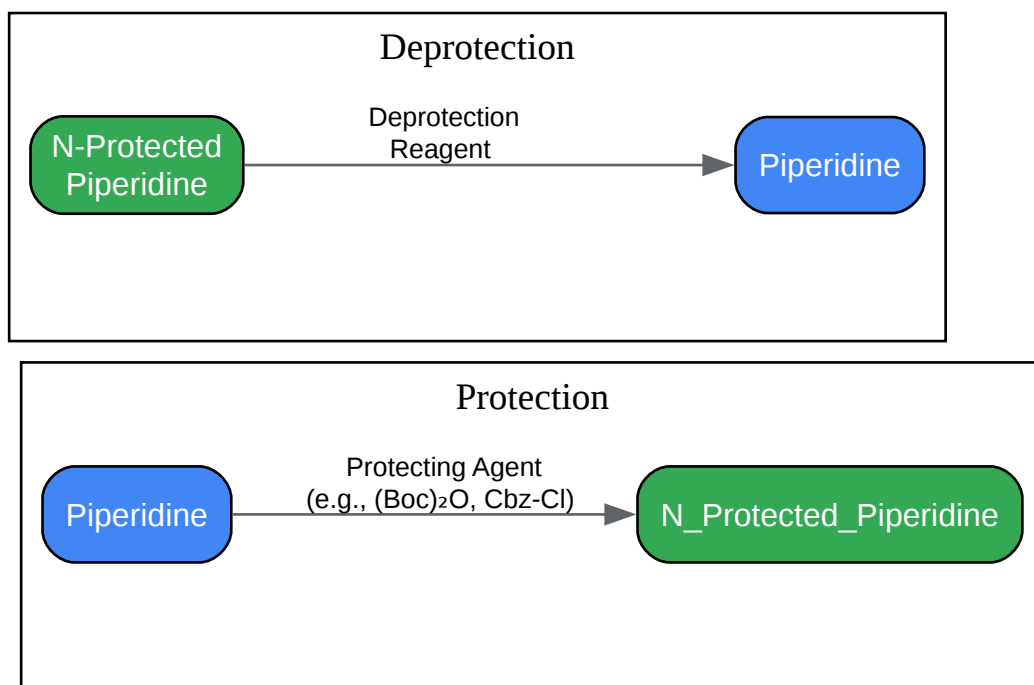 Deprotection
Deprotection
Reagent
N-Protected
Piperidine
Piperidine
Protection
Protecting Agent
(e.g., (Boc)₂O, Cbz-Cl)
Piperidine
N_Protected_Piperidine